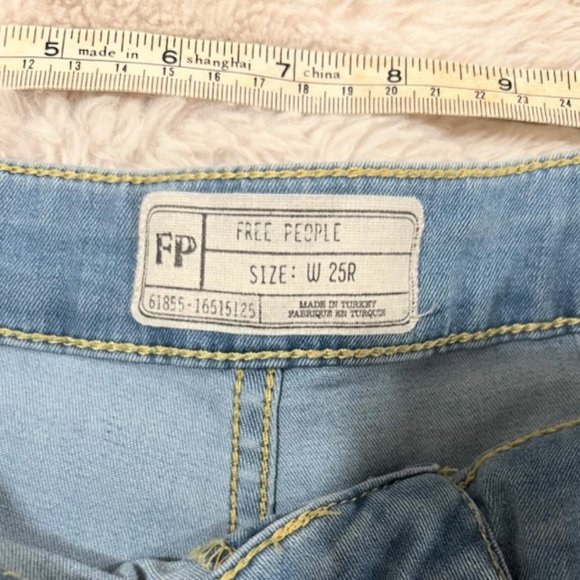 5 made in 6 shanghai 7 china 8 9
12 13 14 15 16 17 18 19 20 21 22 23 24
FP
FREE PEOPLE
SIZE: W 25R
61855-16515125
MADE IN TURKEY
FABRIQUE EN TURQUIE